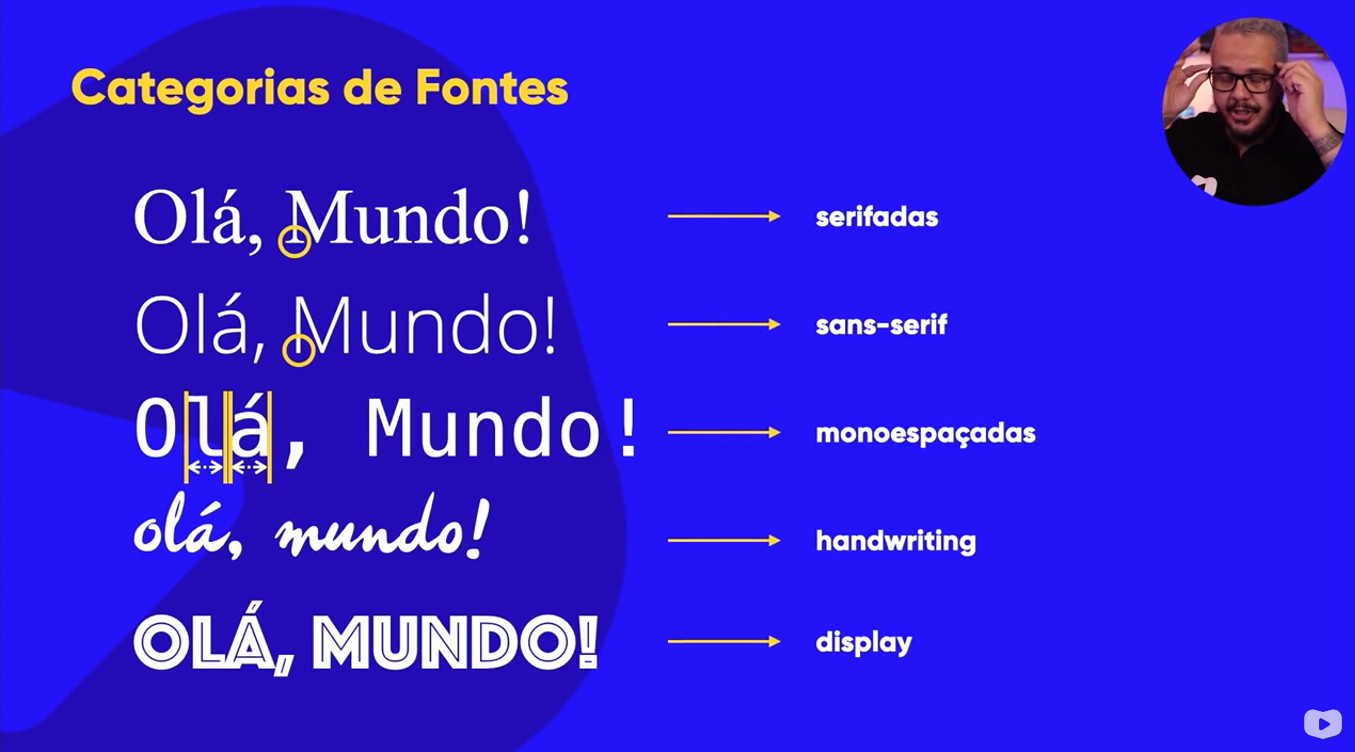 Categorias de Fontes
Olá, Mundo! serifadas
Olá, Mundo! sans-serif
Olá, Mundo! monoespaçadas
olá, mundo! handwriting
OLÁ, MUNDO! display